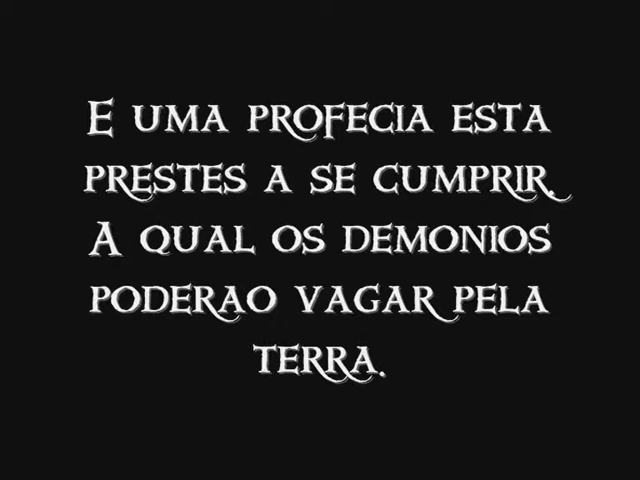 E UMA PROFECIA ESTA
PRESTES A SE CUMPRIR.
A QUAL OS DEMONIOS
PODERAO VAGAR PELA
TERRA.